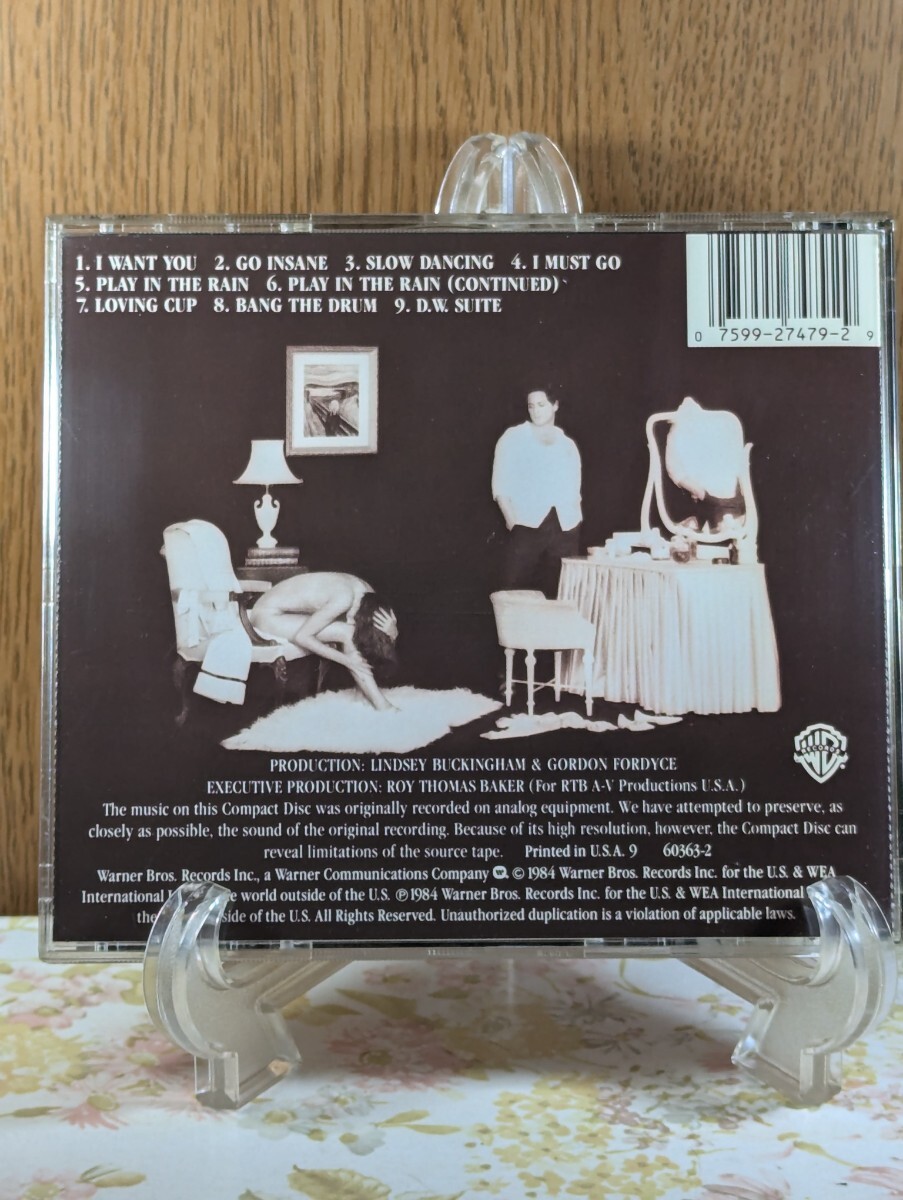 1. I WANT YOU 2. GO INSANE 3. SLOW DANCING 4. I MUST GO
5. PLAY IN THE RAIN 6. PLAY IN THE RAIN (CONTINUED)
7. LOVING CUP 8. BANG THE DRUM 9. D.W. SUITE
0 7599-27479-2 9
RECORDS
PRODUCTION: LINDSEY BUCKINGHAM & GORDON FORDYCE
EXECUTIVE PRODUCTION: ROY THOMAS BAKER (For RTB A-V Productions U.S.A.)
The music on this Compact Disc was originally recorded on analog equipment. We have attempted to preserve, as
closely as possible, the sound of the original recording. Because of its high resolution, however, the Compact Disc can
reveal limitations of the source tape. Printed in U.S.A. 9 60363-2
Warner Bros. Records Inc., a Warner Communications Company © 1984 Warner Bros. Records Inc. for the U.S. & WEA
International world outside of the U.S. ℗1984 Warner Bros. Records Inc. for the U.S. & WEA International
the of the U.S. All Rights Reserved. Unauthorized duplication is a violation of applicable laws.